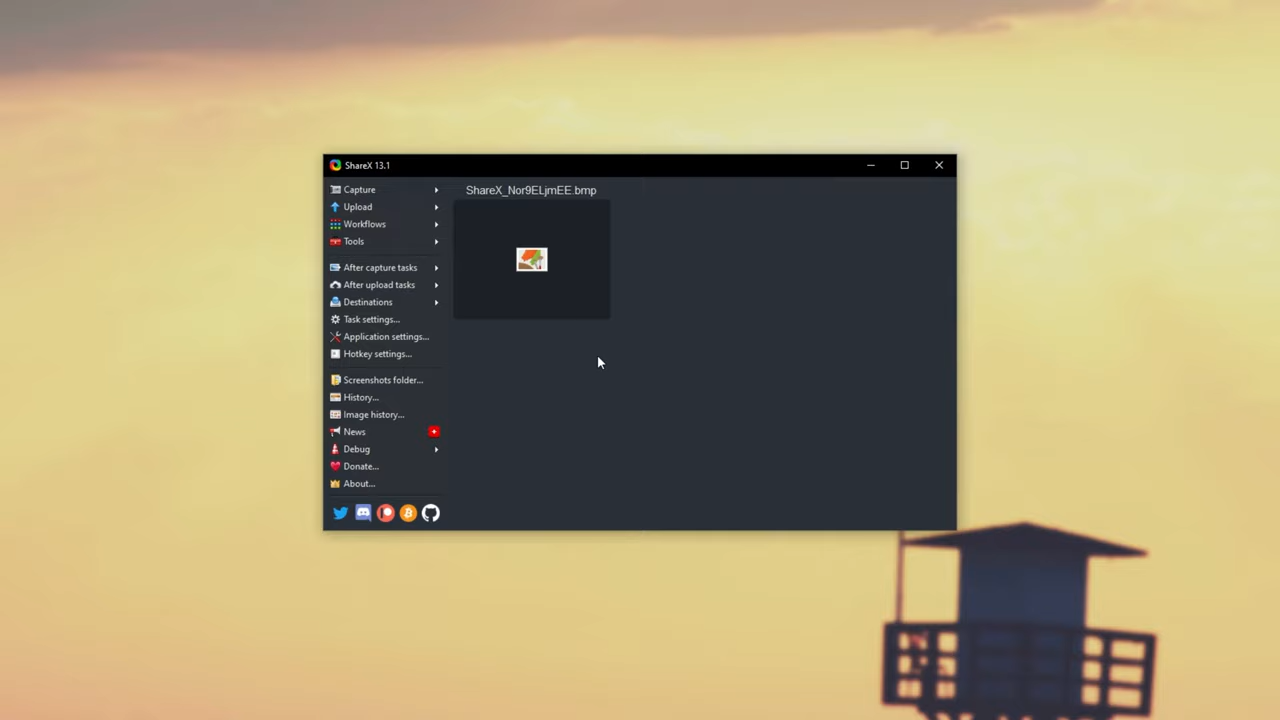 ShareX 13.1
Capture
Upload
Workflows
Tools
After capture tasks
After upload tasks
Destinations
Task settings...
Application settings...
Hotkey settings...
Screenshots folder...
History...
Image history...
News
Debug
Donate...
About...
ShareX_Nor9ELjmEE.bmp